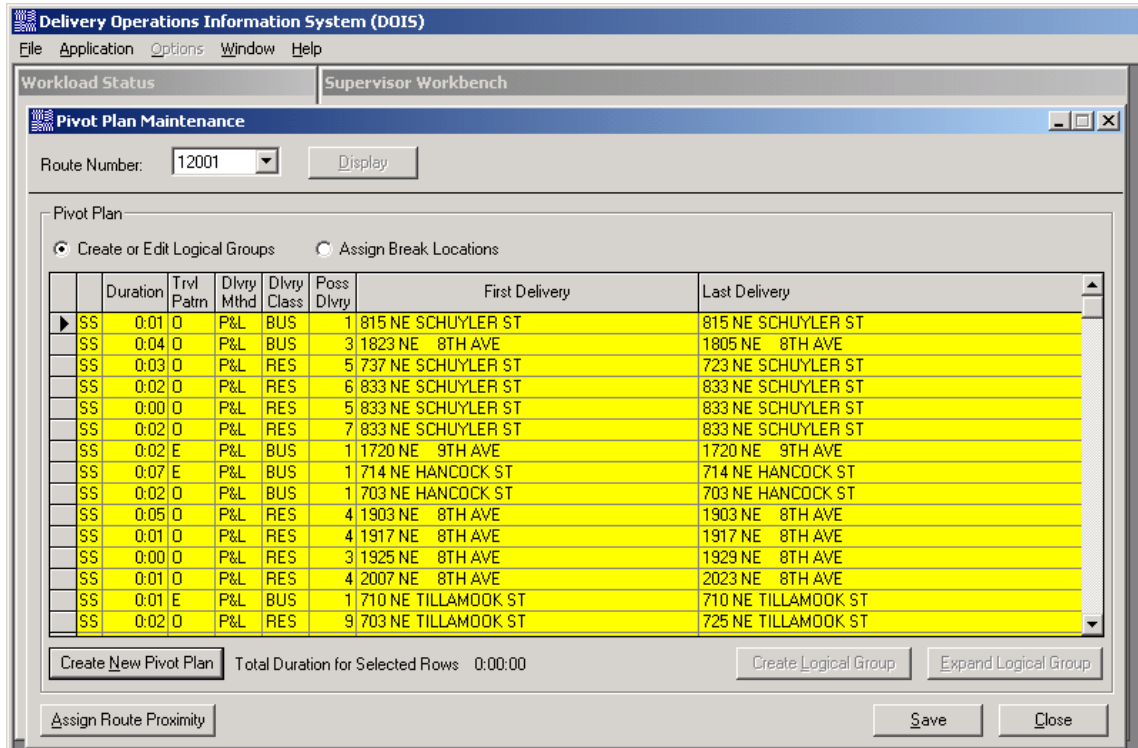 Delivery Operations Information System (DOIS)
File Application Options Window Help
Workload Status Supervisor Workbench
Pivot Plan Maintenance
Route Number: 12001 Display
Pivot Plan
Create or Edit Logical Groups Assign Break Locations
Duration Trvl Patrn Dlvry Mthd Dlvry Class Poss Dlvry First Delivery Last Delivery
SS 0:01 O P&L BUS 1 815 NE SCHUYLER ST 815 NE SCHUYLER ST
SS 0:04 O P&L BUS 3 1823 NE 8TH AVE 1805 NE 8TH AVE
SS 0:03 O P&L RES 5 737 NE SCHUYLER ST 723 NE SCHUYLER ST
SS 0:02 O P&L RES 6 833 NE SCHUYLER ST 833 NE SCHUYLER ST
SS 0:00 O P&L RES 5 833 NE SCHUYLER ST 833 NE SCHUYLER ST
SS 0:02 O P&L RES 7 833 NE SCHUYLER ST 833 NE SCHUYLER ST
SS 0:02 E P&L BUS 1 1720 NE 9TH AVE 1720 NE 9TH AVE
SS 0:07 E P&L BUS 1 714 NE HANCOCK ST 714 NE HANCOCK ST
SS 0:02 O P&L BUS 1 703 NE HANCOCK ST 703 NE HANCOCK ST
SS 0:05 O P&L RES 4 1903 NE 8TH AVE 1903 NE 8TH AVE
SS 0:01 O P&L RES 4 1917 NE 8TH AVE 1917 NE 8TH AVE
SS 0:00 O P&L RES 3 1925 NE 8TH AVE 1929 NE 8TH AVE
SS 0:01 O P&L RES 4 2007 NE 8TH AVE 2023 NE 8TH AVE
SS 0:01 E P&L BUS 1 710 NE TILLAMOOK ST 710 NE TILLAMOOK ST
SS 0:02 O P&L RES 9 703 NE TILLAMOOK ST 725 NE TILLAMOOK ST
Create New Pivot Plan Total Duration for Selected Rows 0:00:00 Create Logical Group Expand Logical Group
Assign Route Proximity Save Close